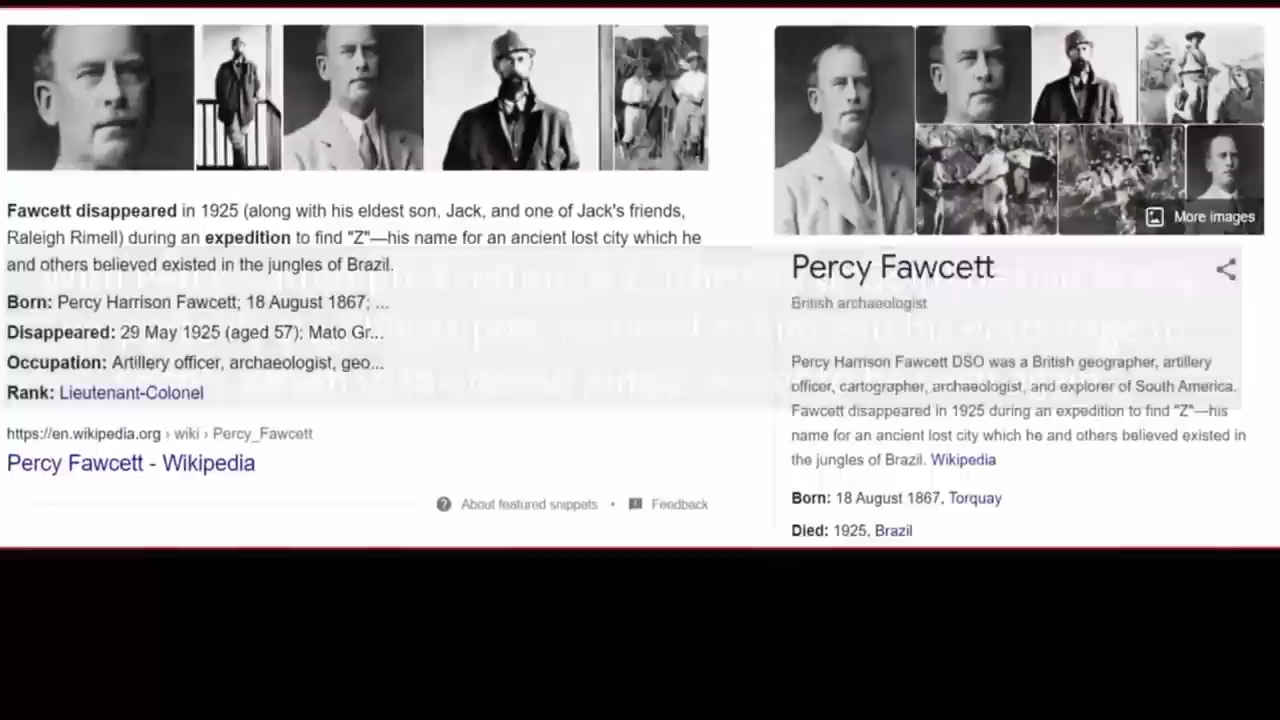 Fawcett disappeared in 1925 (along with his eldest son, Jack, and one of Jack's friends,
Raleigh Rimell) during an expedition to find "Z"—his name for an ancient lost city which he
and others believed existed in the jungles of Brazil.
Born: Percy Harrison Fawcett; 18 August 1867; ...
Disappeared: 29 May 1925 (aged 57); Mato Gr...
Occupation: Artillery officer, archaeologist, geo...
Rank: Lieutenant-Colonel
https://en.wikipedia.org › wiki › Percy_Fawcett
Percy Fawcett - Wikipedia
About featured snippets • Feedback
More images
Percy Fawcett
British archaeologist
Percy Harrison Fawcett DSO was a British geographer, artillery
officer, cartographer, archaeologist, and explorer of South America.
Fawcett disappeared in 1925 during an expedition to find "Z"—his
name for an ancient lost city which he and others believed existed in
the jungles of Brazil. Wikipedia
Born: 18 August 1867, Torquay
Died: 1925, Brazil